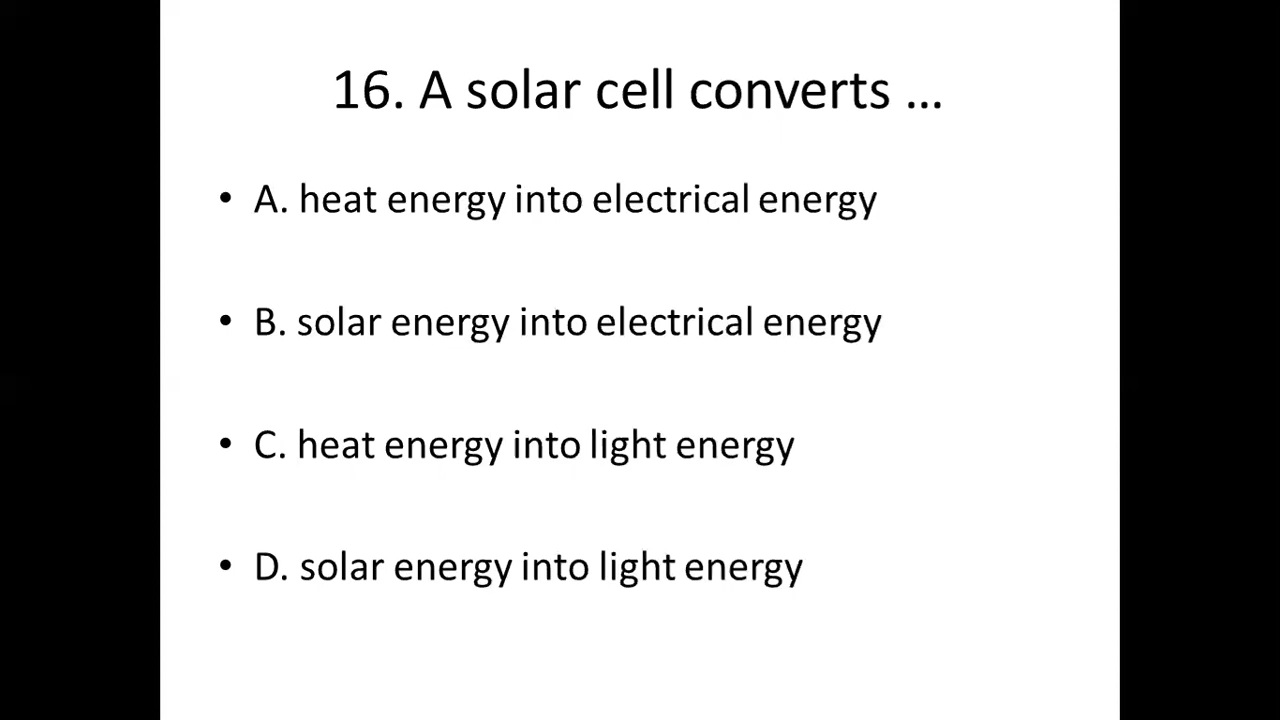 16. A solar cell converts …
• A. heat energy into electrical energy
• B. solar energy into electrical energy
• C. heat energy into light energy
• D. solar energy into light energy